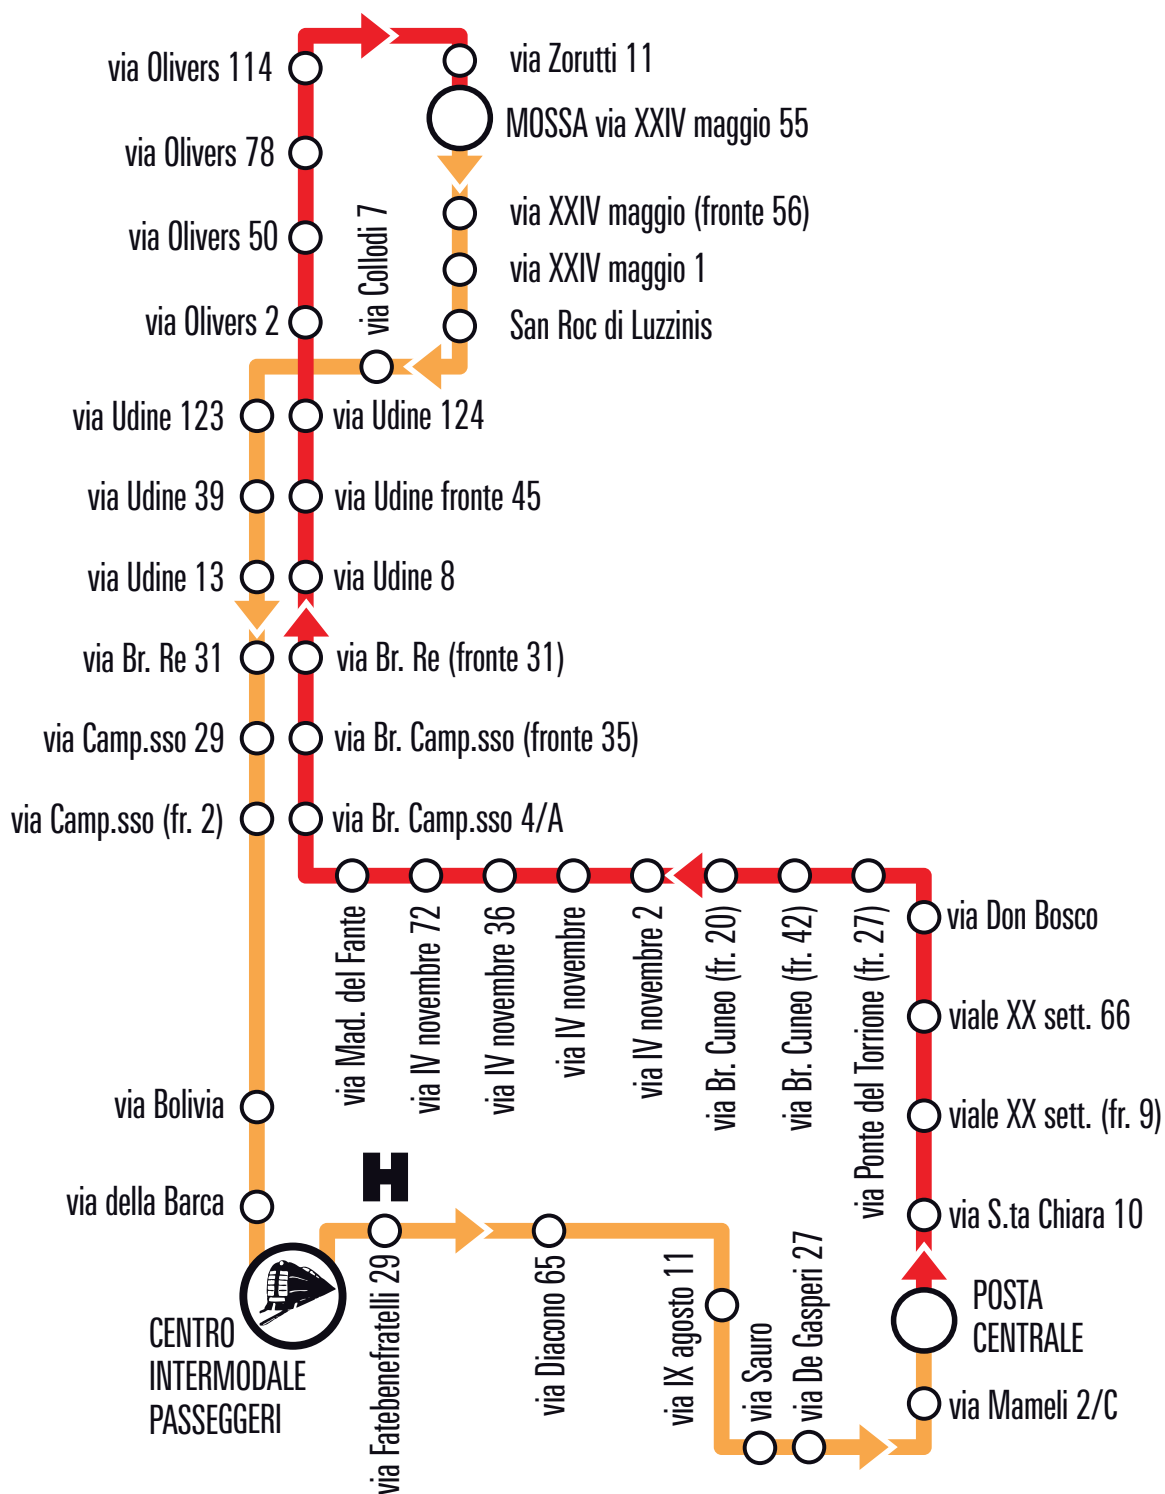 via Olivers 114
via Zorutti 11
MOSSA via XXIV maggio 55
via Olivers 78
via XXIV maggio (fronte 56)
via Olivers 50
via Collodi 7
via XXIV maggio 1
via Olivers 2
San Roc di Luzzinis
via Udine 123
via Udine 124
via Udine 39
via Udine fronte 45
via Udine 13
via Udine 8
via Br. Re 31
via Br. Re (fronte 31)
via Camp.sso 29
via Br. Camp.sso (fronte 35)
via Camp.sso (fr. 2)
via Br. Camp.sso 4/A
via Mad. del Fante
via IV novembre 72
via IV novembre 36
via IV novembre
via IV novembre 2
via Br. Cuneo (fr. 20)
via Br. Cuneo (fr. 42)
via Ponte del Torrione (fr. 27)
via Don Bosco
viale XX sett. 66
viale XX sett. (fr. 9)
via S.ta Chiara 10
via Bolivia
via della Barca
H
CENTRO
INTERMODALE
PASSEGGERI
via Fatebenefratelli 29
via Diacono 65
via IX agosto 11
via Sauro
via De Gasperi 27
POSTA
CENTRALE
via Mameli 2/C